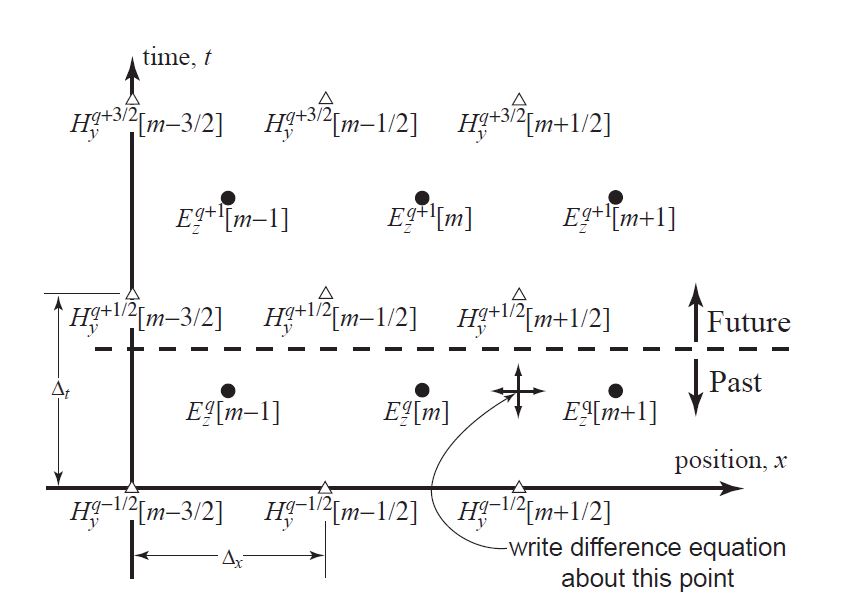 time, t
H_y^{q+3/2}[m−3/2] H_y^{q+3/2}[m−1/2] H_y^{q+3/2}[m+1/2]
E_z^{q+1}[m−1] E_z^{q+1}[m] E_z^{q+1}[m+1]
H_y^{q+1/2}[m−3/2] H_y^{q+1/2}[m−1/2] H_y^{q+1/2}[m+1/2]
Future
Past
Δ_t
E_z^q[m−1] E_z^q[m] E_z^q[m+1]
position, x
H_y^{q−1/2}[m−3/2] H_y^{q−1/2}[m−1/2] H_y^{q−1/2}[m+1/2]
Δ_x
write difference equation
about this point